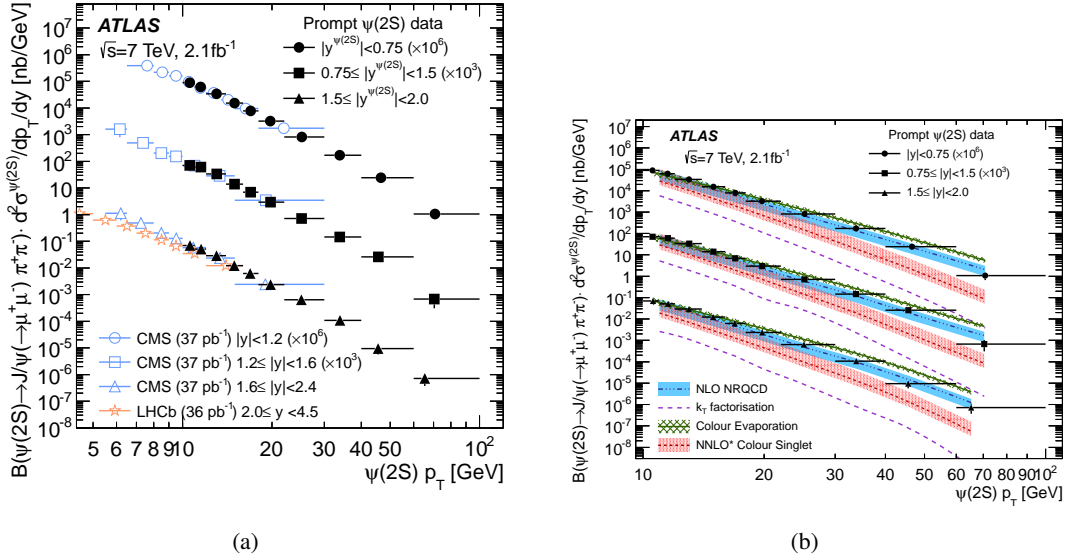 B(ψ(2S)→J/ψ(→μ⁺μ⁻) π⁺π⁻) · d²σ^ψ(2S)/dp_T/dy [nb/GeV]
10⁷
10⁶
10⁵
10⁴
10³
10²
10
1
10⁻¹
10⁻²
10⁻³
10⁻⁴
10⁻⁵
10⁻⁶
10⁻⁷
10⁻⁸
ATLAS
√s=7 TeV, 2.1fb⁻¹
Prompt ψ(2S) data
|y^ψ(2S)|<0.75 (×10⁶)
0.75≤ |y^ψ(2S)|<1.5 (×10³)
1.5≤ |y^ψ(2S)|<2.0
CMS (37 pb⁻¹) |y|<1.2 (×10⁶)
CMS (37 pb⁻¹) 1.2≤ |y|<1.6 (×10³)
CMS (37 pb⁻¹) 1.6≤ |y|<2.4
LHCb (36 pb⁻¹) 2.0≤ y <4.5
5 6 7 8 9 10 20 30 40 50 60 10²
ψ(2S) p_T [GeV]
(a)
B(ψ(2S)→J/ψ(→μ⁺μ⁻) π⁺π⁻) · d²σ^ψ(2S)/dp_T/dy [nb/GeV]
10⁷
10⁶
10⁵
10⁴
10³
10²
10
1
10⁻¹
10⁻²
10⁻³
10⁻⁴
10⁻⁵
10⁻⁶
10⁻⁷
10⁻⁸
ATLAS
√s=7 TeV, 2.1fb⁻¹
Prompt ψ(2S) data
|y|<0.75 (×10⁶)
0.75≤ |y|<1.5 (×10³)
1.5≤ |y|<2.0
NLO NRQCD
k_T factorisation
Colour Evaporation
NNLO* Colour Singlet
10 20 30 40 50 60 70 80 90 10²
ψ(2S) p_T [GeV]
(b)